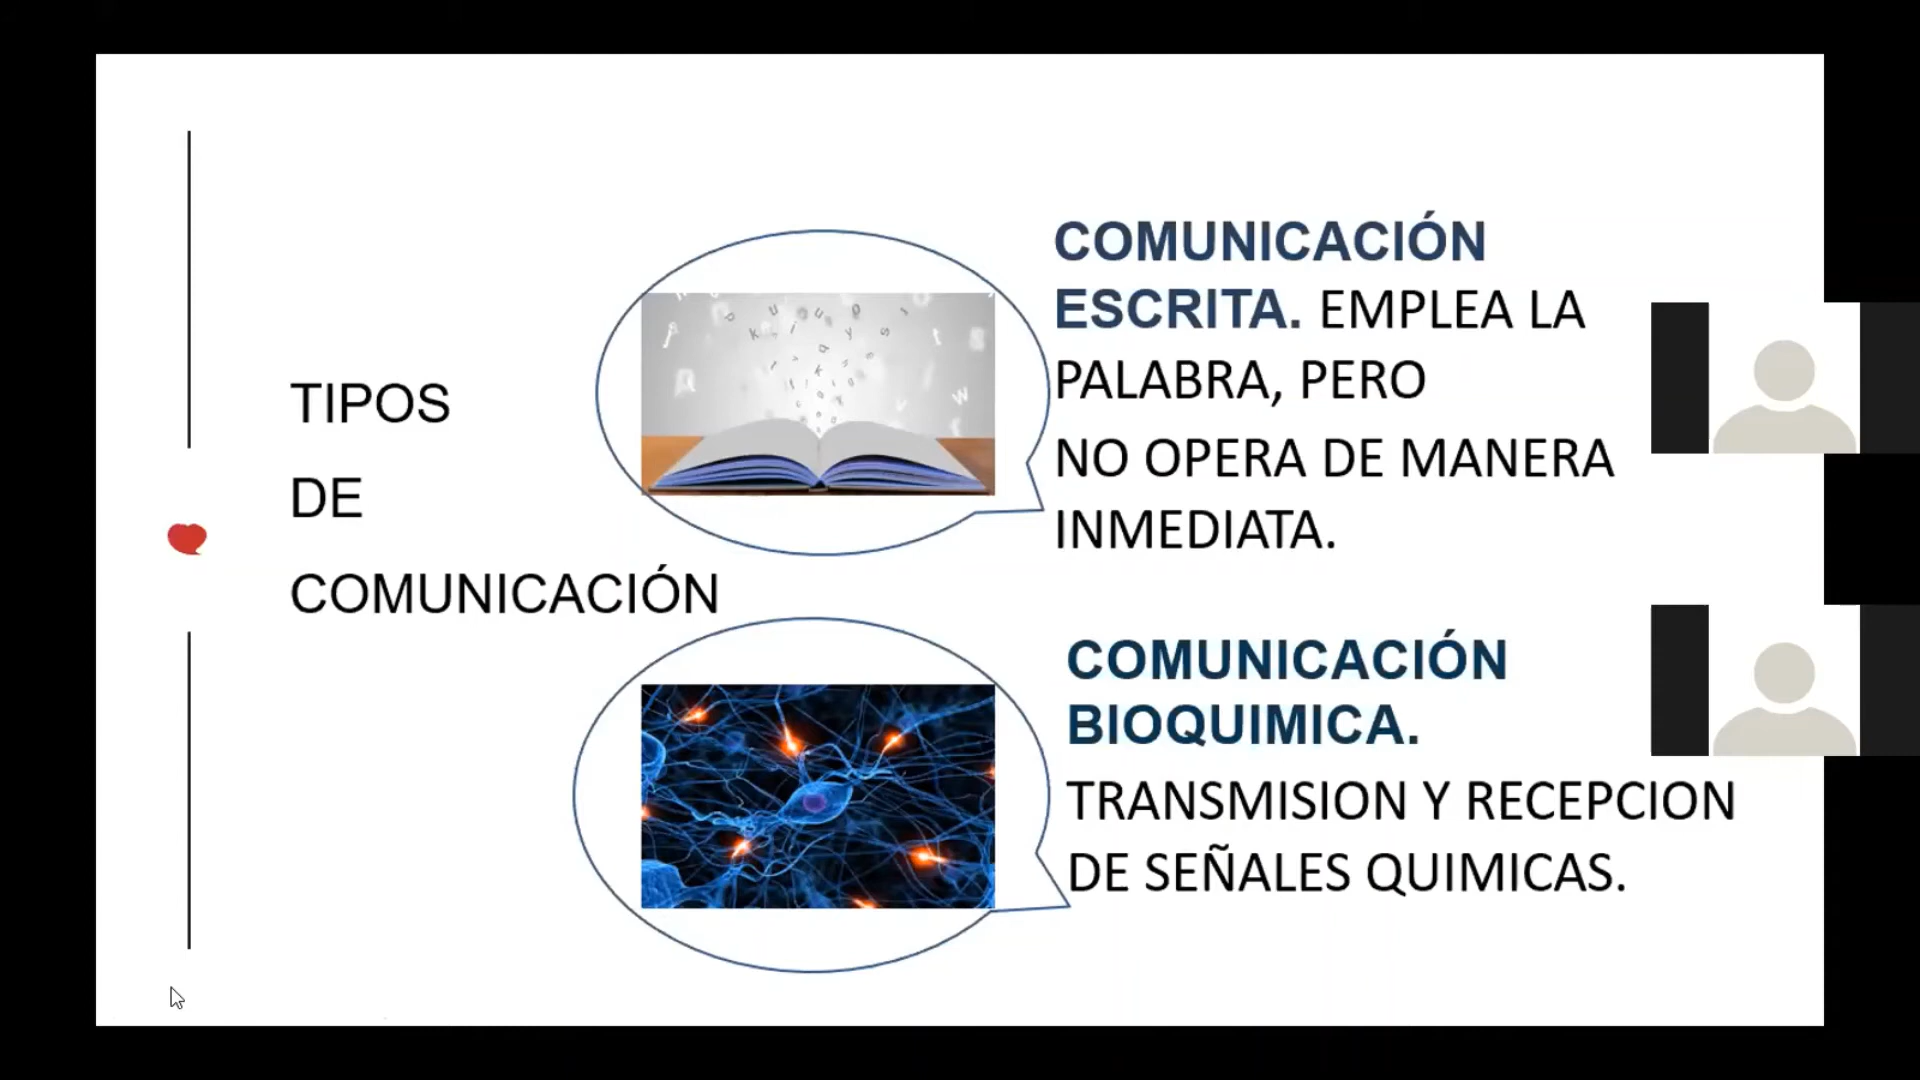 TIPOS
DE
COMUNICACIÓN
COMUNICACIÓN
ESCRITA. EMPLEA LA
PALABRA, PERO
NO OPERA DE MANERA
INMEDIATA.
COMUNICACIÓN
BIOQUIMICA.
TRANSMISION Y RECEPCION
DE SEÑALES QUIMICAS.